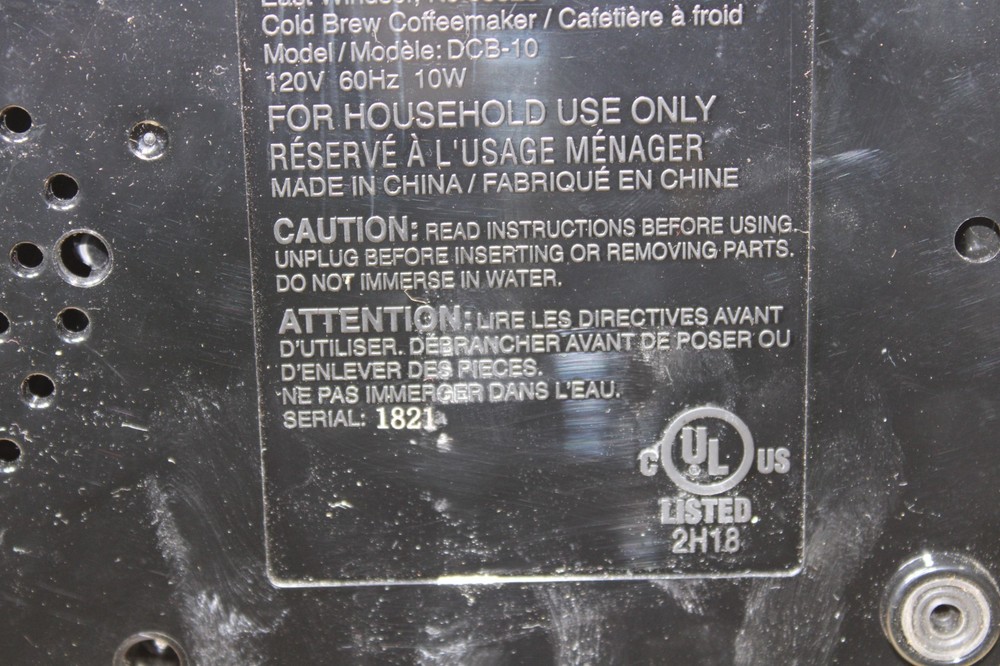 East Windsor,
Cold Brew Coffeemaker / Cafetière à froid
Model / Modèle: DCB-10
120V 60Hz 10W
FOR HOUSEHOLD USE ONLY
RÉSERVÉ À L'USAGE MÉNAGER
MADE IN CHINA / FABRIQUÉ EN CHINE
CAUTION: READ INSTRUCTIONS BEFORE USING.
UNPLUG BEFORE INSERTING OR REMOVING PARTS.
DO NOT IMMERSE IN WATER.
ATTENTION: LIRE LES DIRECTIVES AVANT
D'UTILISER. DÉBRANCHER AVANT DE POSER OU
D'ENLEVER DES PIECES.
NE PAS IMMERGER DANS L'EAU.
SERIAL: 1821
C UL US
LISTED
2H18